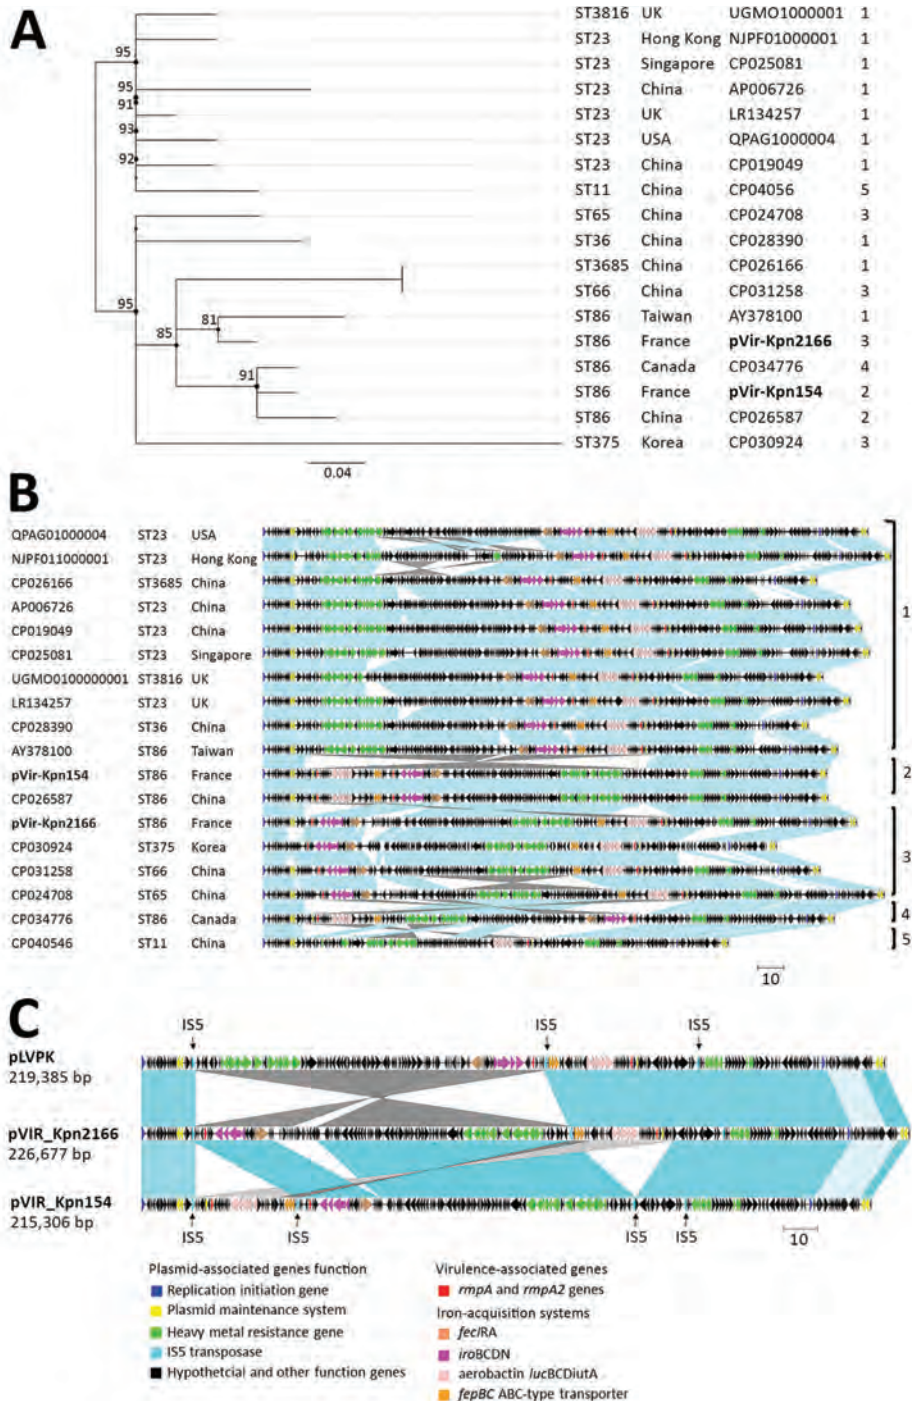 A
ST3816 UK UGMO1000001 1
95
ST23 Hong Kong NJPF01000001 1
ST23 Singapore CP025081 1
95
ST23 China AP006726 1
91
ST23 UK LR134257 1
93
ST23 USA QPAG1000004 1
92
ST23 China CP019049 1
ST11 China CP04056 5
ST65 China CP024708 3
ST36 China CP028390 1
ST3685 China CP026166 1
95
ST66 China CP031258 3
81
ST86 Taiwan AY378100 1
85
ST86 France pVir-Kpn2166 3
91
ST86 Canada CP034776 4
ST86 France pVir-Kpn154 2
ST86 China CP026587 2
ST375 Korea CP030924 3
0.04
B
QPAG01000004 ST23 USA
NJPF011000001 ST23 Hong Kong
CP026166 ST3685 China
AP006726 ST23 China
1
CP019049 ST23 China
CP025081 ST23 Singapore
UGMO0100000001 ST3816 UK
LR134257 ST23 UK
CP028390 ST36 China
AY378100 ST86 Taiwan
pVir-Kpn154 ST86 France
2
CP026587 ST86 China
pVir-Kpn2166 ST86 France
CP030924 ST375 Korea
3
CP031258 ST66 China
CP024708 ST65 China
CP034776 ST86 Canada
4
CP040546 ST11 China
5
10
C
IS5 IS5 IS5
pLVPK
219,385 bp
pVIR_Kpn2166
226,677 bp
pVIR_Kpn154
215,306 bp
IS5 IS5 IS5 IS5
10
Plasmid-associated genes function
Replication initiation gene
Plasmid maintenance system
Heavy metal resistance gene
IS5 transposase
Hypothetcial and other function genes
Virulence-associated genes
rmpA and rmpA2 genes
Iron-acquisition systems
fecIRA
iroBCDN
aerobactin iucBCDiutA
fepBC ABC-type transporter